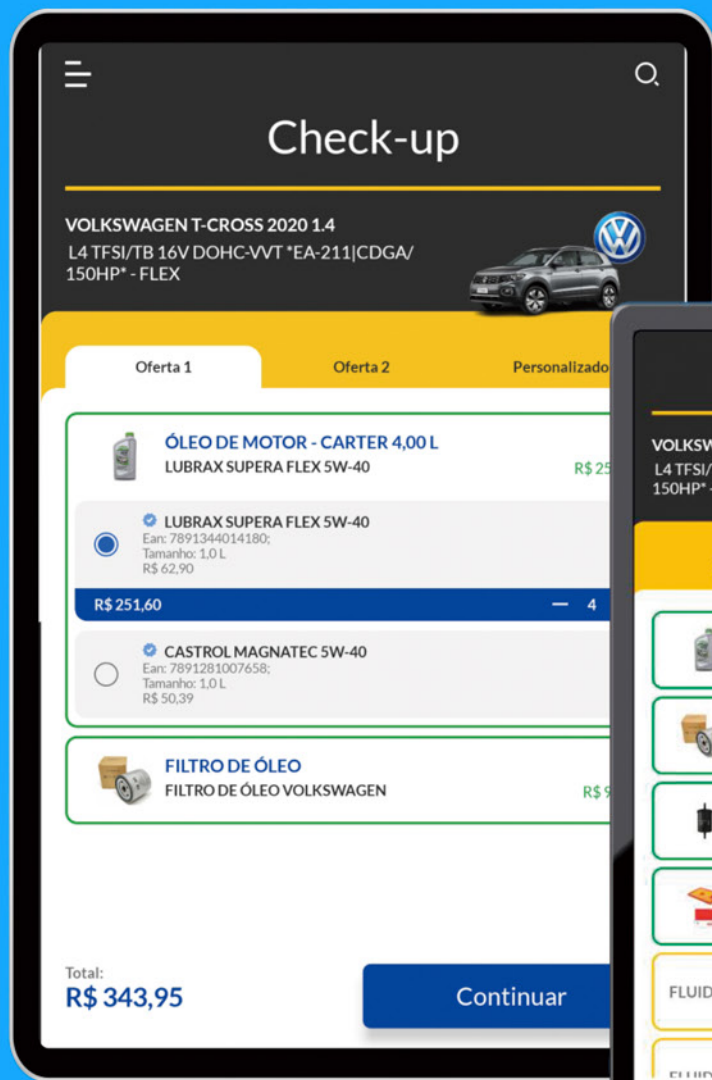 Check-up
VOLKSWAGEN T-CROSS 2020 1.4
L4 TFSI/TB 16V DOHC-VVT *EA-211|CDGA/
150HP* - FLEX
Oferta 1
Oferta 2
Personalizado
ÓLEO DE MOTOR - CARTER 4,00 L
LUBRAX SUPERA FLEX 5W-40
R$ 25
LUBRAX SUPERA FLEX 5W-40
Ean: 7891344014180;
Tamanho: 1,0 L
R$ 62,90
R$ 251,60
— 4
CASTROL MAGNATEC 5W-40
Ean: 7891281007658;
Tamanho: 1,0 L
R$ 50,39
FILTRO DE ÓLEO
FILTRO DE ÓLEO VOLKSWAGEN
R$ 9
Total:
R$ 343,95
Continuar
VOLKSW
L4 TFSI/
150HP* -
FLUID